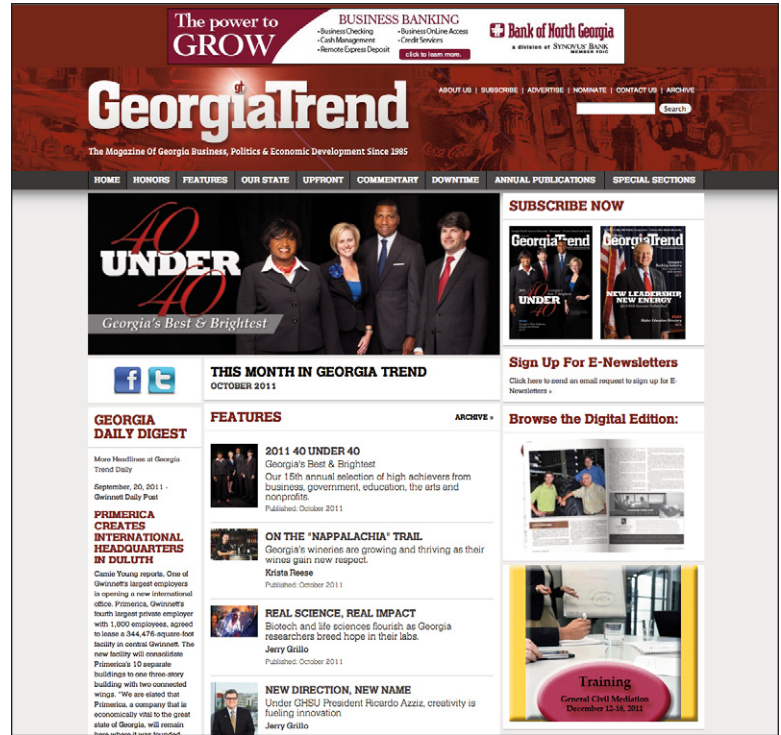 The power to
GROW
BUSINESS BANKING
•Business Checking
•Cash Management
•Remote Express Deposit
•Business OnLine Access
•Credit Services
click to learn more.
Bank of North Georgia
a division of SYNOVUS BANK
MEMBER FDIC
gt
GeorgiaTrend
The Magazine Of Georgia Business, Politics & Economic Development Since 1985
ABOUT US | SUBSCRIBE | ADVERTISE | NOMINATE | CONTACT US | ARCHIVE
Search
HOME
HONORS
FEATURES
OUR STATE
UPFRONT
COMMENTARY
DOWNTIME
ANNUAL PUBLICATIONS
SPECIAL SECTIONS
40
UNDER
40
Georgia's Best & Brightest
SUBSCRIBE NOW
GeorgiaTrend
40
UNDER
40
GeorgiaTrend
NEW LEADERSHIP,
NEW ENERGY
Sign Up For E-Newsletters
Click here to send an email request to sign up for E-
Newsletters »
Browse the Digital Edition:
Training
General Civil Mediation
December 12-16, 2011
f
t
THIS MONTH IN GEORGIA TREND
OCTOBER 2011
GEORGIA
DAILY DIGEST
More Headlines at Georgia
Trend Daily
September, 20, 2011 -
Gwinnett Daily Post
PRIMERICA
CREATES
INTERNATIONAL
HEADQUARTERS
IN DULUTH
Camie Young reports, One of
Gwinnett's largest employers
is opening a new international
office. Primerica, Gwinnett's
fourth largest private employer
with 1,800 employees, agreed
to lease a 344,476-square-foot
facility in central Gwinnett. The
new facility will consolidate
Primerica's 10 separate
buildings to one three-story
building with two connected
wings. "We are elated that
Primerica, a company that is
economically vital to the great
state of Georgia, will remain
here where it was founded
FEATURES
ARCHIVE »
2011 40 UNDER 40
Georgia's Best & Brightest
Our 15th annual selection of high achievers from
business, government, education, the arts and
nonprofits.
Published: October 2011
ON THE "NAPPALACHIA" TRAIL
Georgia's wineries are growing and thriving as their
wines gain new respect.
Krista Reese
Published: October 2011
REAL SCIENCE, REAL IMPACT
Biotech and life sciences flourish as Georgia
researchers breed hope in their labs.
Jerry Grillo
Published: October 2011
NEW DIRECTION, NEW NAME
Under GHSU President Ricardo Azziz, creativity is
fueling innovation
Jerry Grillo